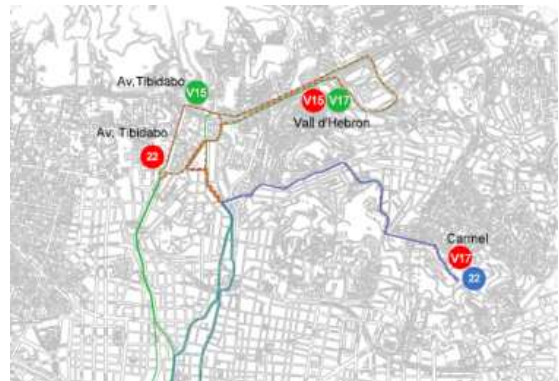 Av. Tibidabo
V15
Av. Tibidabo
22
V15 V17
Vall d'Hebron
Carmel
V17
22